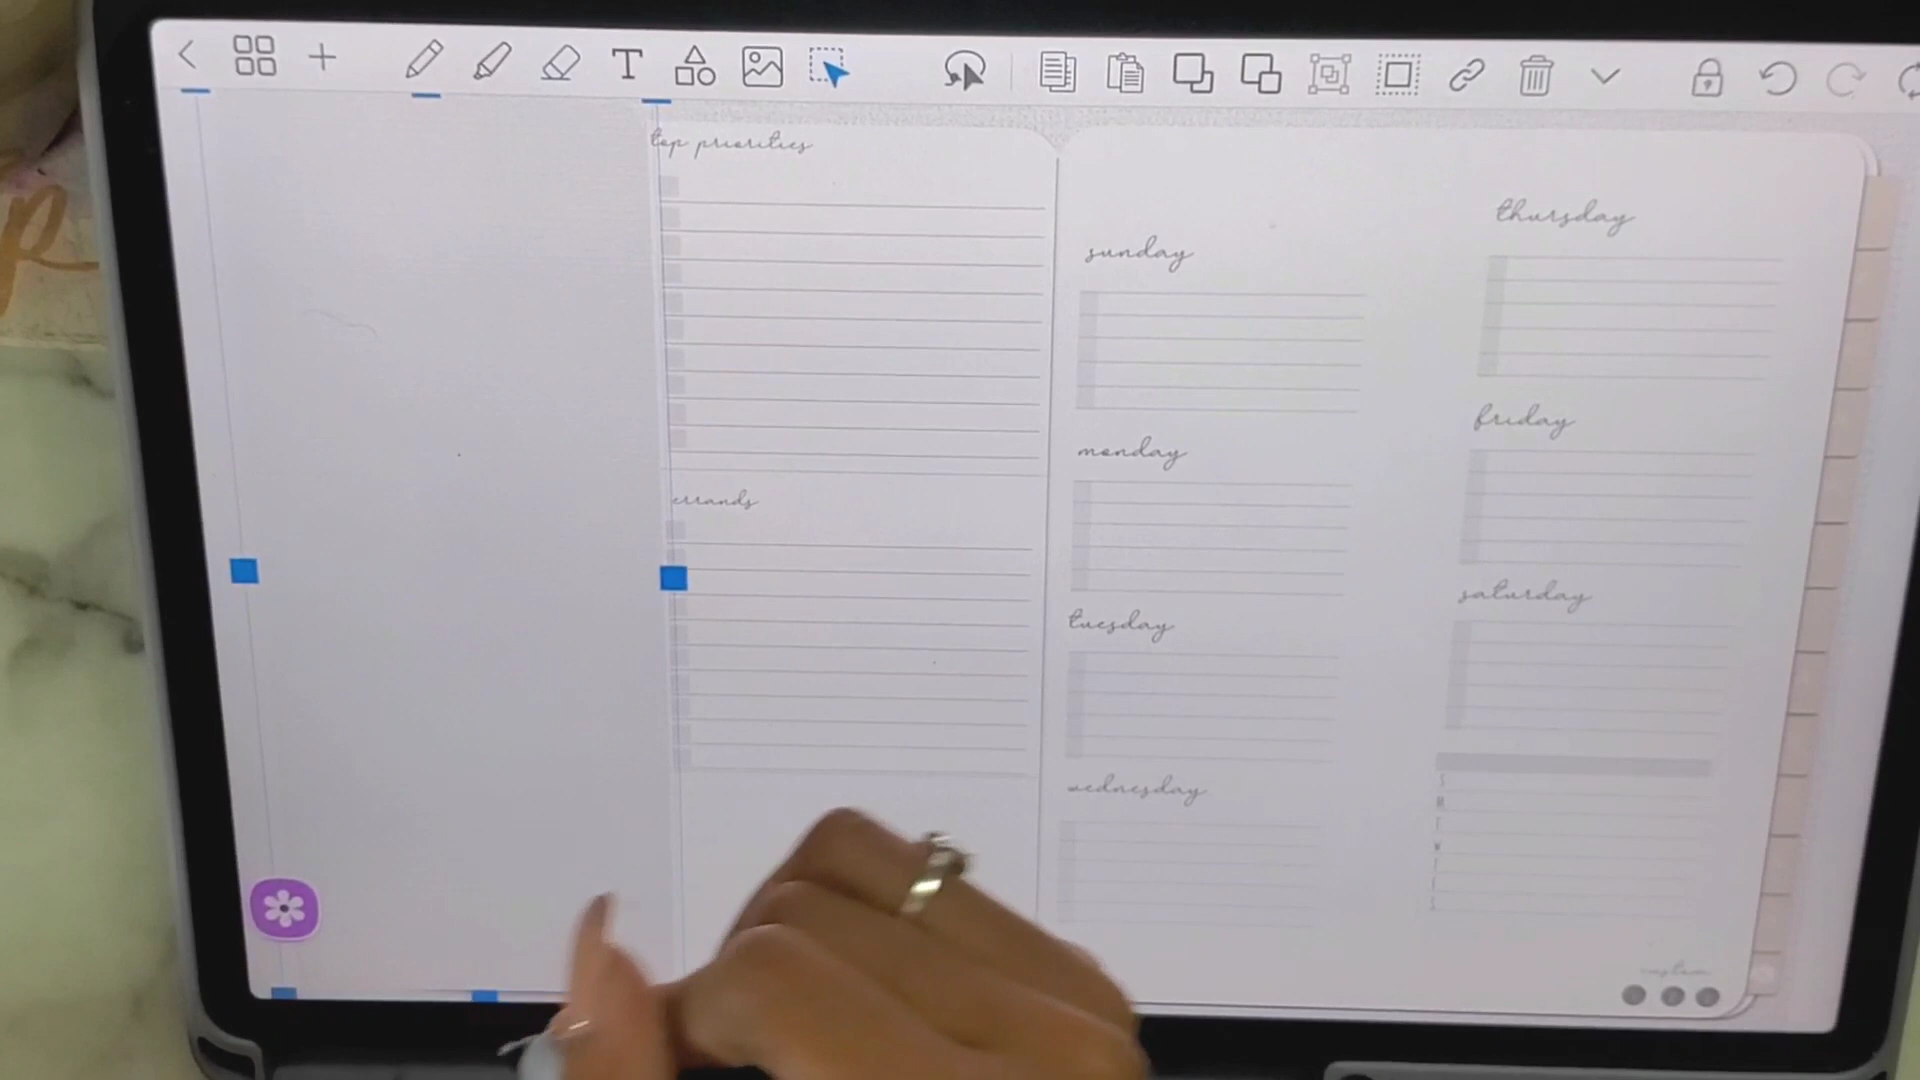 T
p
top priorities
errands
sunday
monday
tuesday
wednesday
thursday
friday
saturday